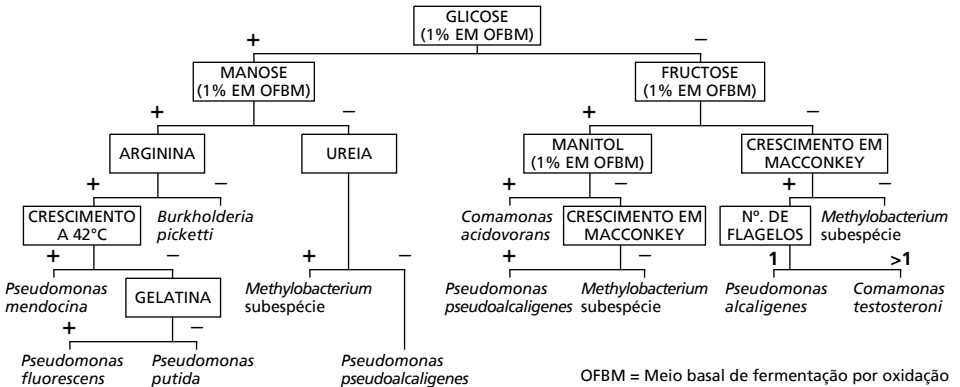 GLICOSE
(1% EM OFBM)
+
−
MANOSE
(1% EM OFBM)
FRUCTOSE
(1% EM OFBM)
+
−
+
−
ARGININA
UREIA
MANITOL
(1% EM OFBM)
CRESCIMENTO EM
MACCONKEY
+
−
+
−
+
−
CRESCIMENTO
A 42°C
Burkholderia
picketti
Comamonas
acidovorans
CRESCIMENTO EM
MACCONKEY
Nº. DE
FLAGELOS
Methylobacterium
subespécie
+
−
+
−
+
−
1
>1
Pseudomonas
mendocina
GELATINA
Methylobacterium
subespécie
Pseudomonas
pseudoalcaligenes
Methylobacterium
subespécie
Pseudomonas
alcaligenes
Comamonas
testosteroni
+
−
Pseudomonas
fluorescens
Pseudomonas
putida
Pseudomonas
pseudoalcaligenes
OFBM = Meio basal de fermentação por oxidação